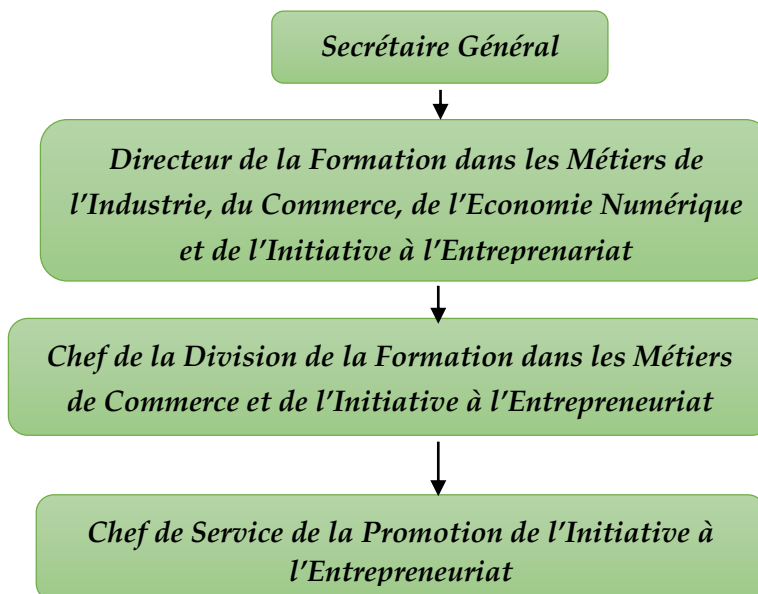 Secrétaire Général
Directeur de la Formation dans les Métiers de
l’Industrie, du Commerce, de l’Economie Numérique
et de l’Initiative à l’Entreprenariat
Chef de la Division de la Formation dans les Métiers
de Commerce et de l’Initiative à l’Entrepreneuriat
Chef de Service de la Promotion de l’Initiative à
l’Entrepreneuriat